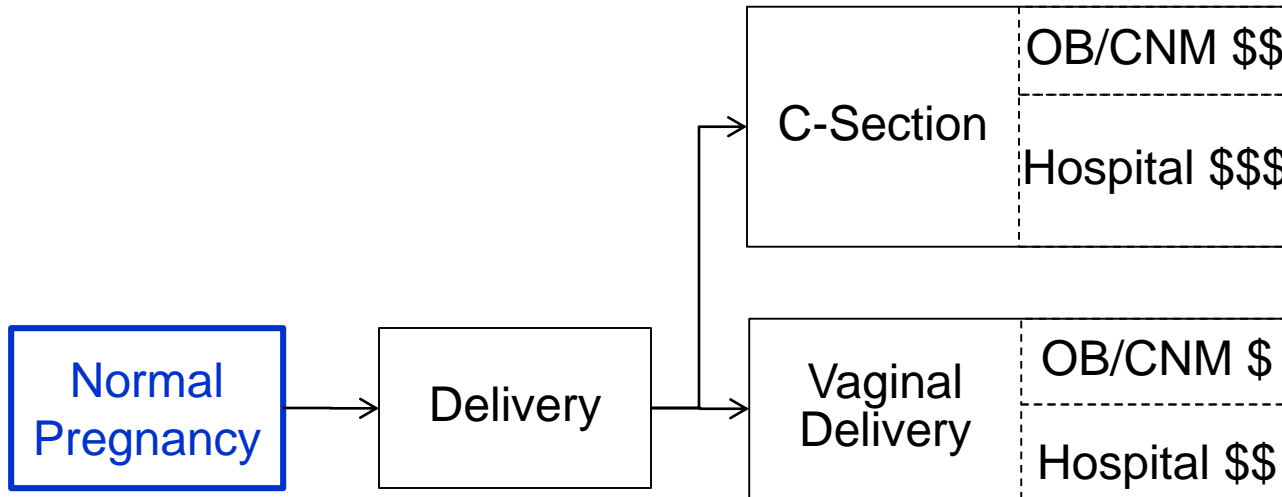 OB/CNM $$
C-Section
Hospital $$$
Normal
Pregnancy
Delivery
Vaginal
Delivery
OB/CNM $
Hospital $$